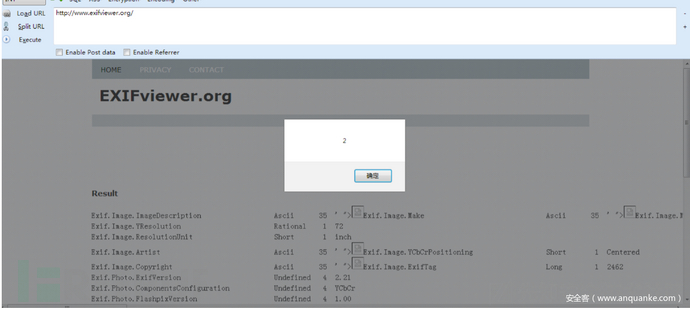 SQL XSS Encryption Encoding Other
Load URL http://www.exifviewer.org/
Split URL
Execute
Enable Post data Enable Referrer
HOME PRIVACY CONTACT
EXIFviewer.org
2
确定
Result
Exif.Image.ImageDescription Ascii 35 " '"> Exif.Image.Make Ascii 35 " '"> Exif.Image.M
Exif.Image.YResolution Rational 1 72
Exif.Image.ResolutionUnit Short 1 inch
Exif.Image.Artist Ascii 35 " '"> Exif.Image.YCbCrPositioning Short 1 Centered
Exif.Image.Copyright Ascii 35 " '"> Exif.Image.ExifTag Long 1 2462
Exif.Photo.ExifVersion Undefined 4 2.21
Exif.Photo.ComponentsConfiguration Undefined 4 YCbCr
Exif.Photo.FlashpixVersion Undefined 4 1.00
安全客（www.anquanke.com）